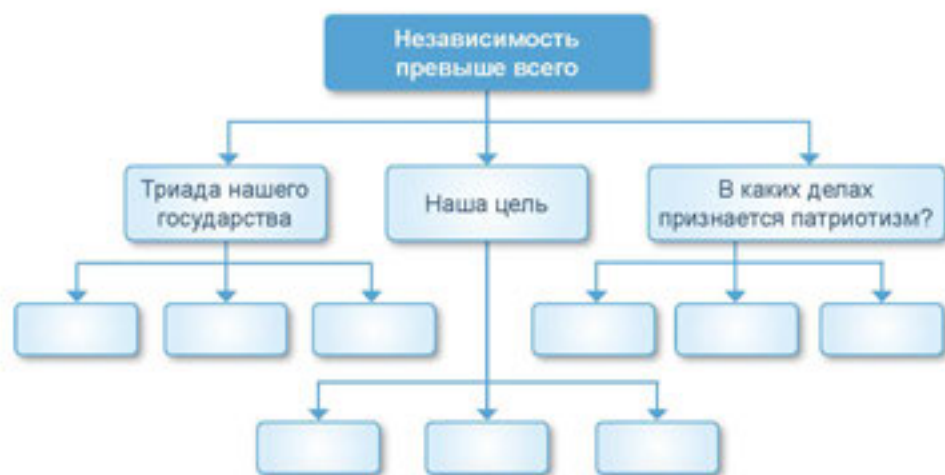 Независимость
превыше всего
Триада нашего
государства
Наша цель
В каких делах
признается патриотизм?